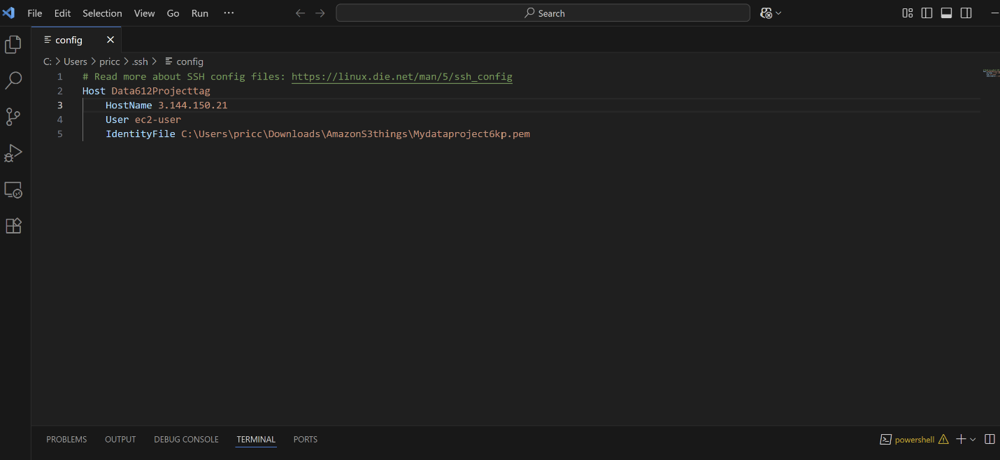 File Edit Selection View Go Run ···
Search
config
C: > Users > pricc > .ssh > config
1 # Read more about SSH config files: https://linux.die.net/man/5/ssh_config
2 Host Data612Projecttag
3 HostName 3.144.150.21
4 User ec2-user
5 IdentityFile C:\Users\pricc\Downloads\AmazonS3things\Mydataproject6kp.pem
PROBLEMS OUTPUT DEBUG CONSOLE TERMINAL PORTS
powershell